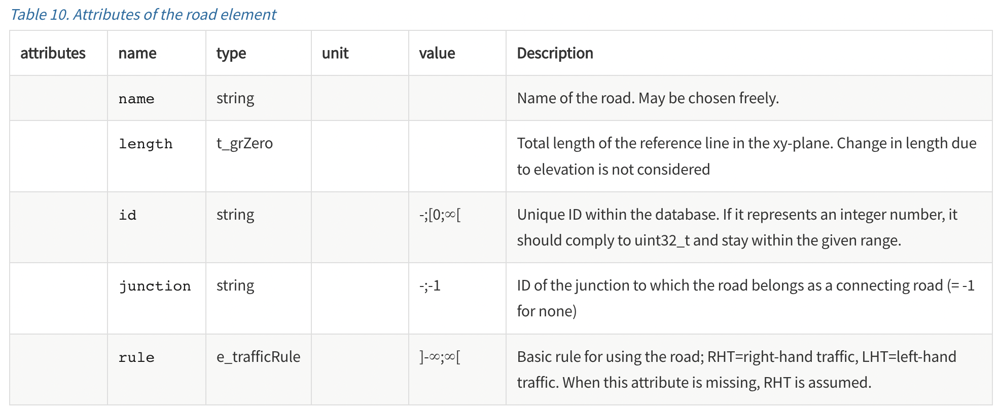 Table 10. Attributes of the road element
attributes name type unit value Description
name string Name of the road. May be chosen freely.
length t_grZero Total length of the reference line in the xy-plane. Change in length due
to elevation is not considered
id string -;[0;∞[ Unique ID within the database. If it represents an integer number, it
should comply to uint32_t and stay within the given range.
junction string -;-1 ID of the junction to which the road belongs as a connecting road (= -1
for none)
rule e_trafficRule ]-∞;∞[ Basic rule for using the road; RHT=right-hand traffic, LHT=left-hand
traffic. When this attribute is missing, RHT is assumed.